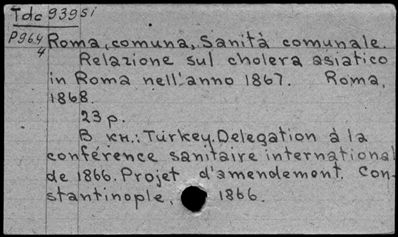 Tdc 939si
P964
4
Roma, comuna, Sanità comunale.
Relazione sul cholera asiatico
in Roma nell'anno 1867. Roma,
1868.
23 p.
В кн.: Turkey. Delegation à la
conférence sanitaire international
de 1866. Projet d'amendement. Con-
stantinople, 1866.